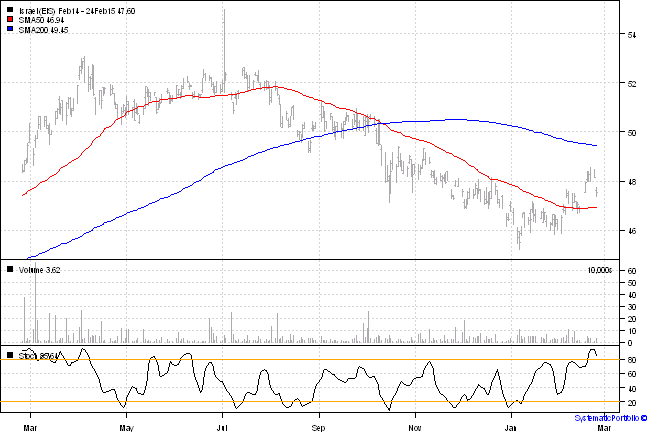 Israel (EIS) Feb14 - 24Feb15 47.60
SMA50 46.94
SMA200 49.45
54
52
50
48
46
Volume 3.62
10,000s
60
50
40
30
20
10
0
80
60
40
20
Mar May Jul Sep Nov Jan Mar
SystematicPortfolio ©